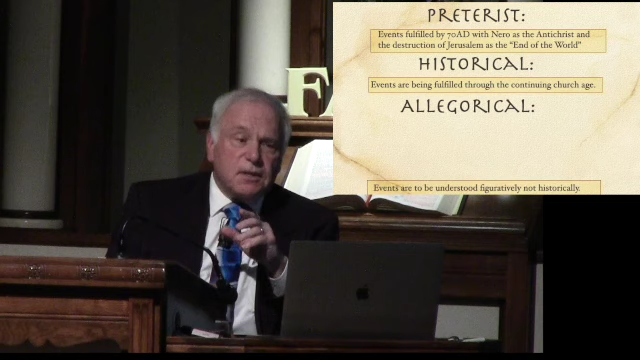 PRETERIST:
Events fulfilled by 70AD with Nero as the Antichrist and
the destruction of Jerusalem as the "End of the World"
HISTORICAL:
Events are being fulfilled through the continuing church age.
ALLEGORICAL:
Events are to be understood figuratively not historically.
FA